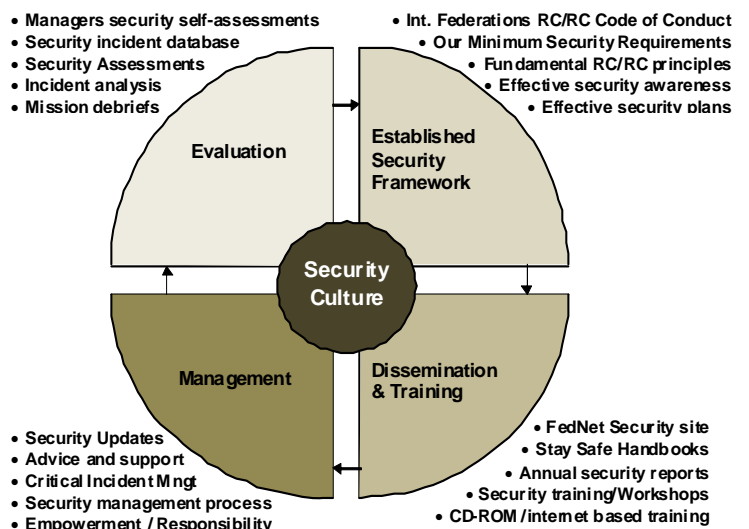 • Managers security self-assessments
• Security incident database
• Security Assessments
• Incident analysis
• Mission debriefs
• Int. Federations RC/RC Code of Conduct
• Our Minimum Security Requirements
• Fundamental RC/RC principles
• Effective security awareness
• Effective security plans
Evaluation
Established
Security
Framework
Security
Culture
Management
Dissemination
& Training
• Security Updates
• Advice and support
• Critical Incident Mngt
• Security management process
• Empowerment / Responsibility
• FedNet Security site
• Stay Safe Handbooks
• Annual security reports
• Security training/Workshops
• CD-ROM/internet based training